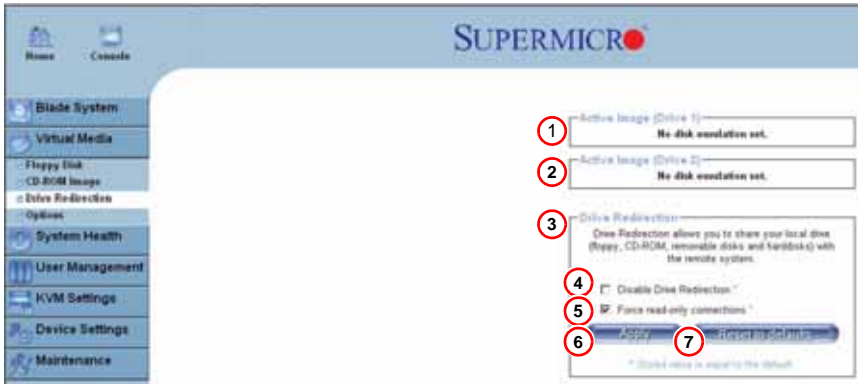 SUPERMICRO
Home Console
Blade System
Virtual Media
Floppy Disk
CD-ROM Image
Drive Redirection
Options
System Health
User Management
KVM Settings
Device Settings
Maintenance
1
Active Image (Drive 1)
No disk emulation set.
2
Active Image (Drive 2)
No disk emulation set.
3
Drive Redirection
Drive Redirection allows you to share your local drive
(floppy, CD-ROM, removable disks and harddisks) with
the remote system.
4
Disable Drive Redirection *
5
Force read-only connections *
6
Apply
7
Reset to defaults
* Stored value is equal to the default.